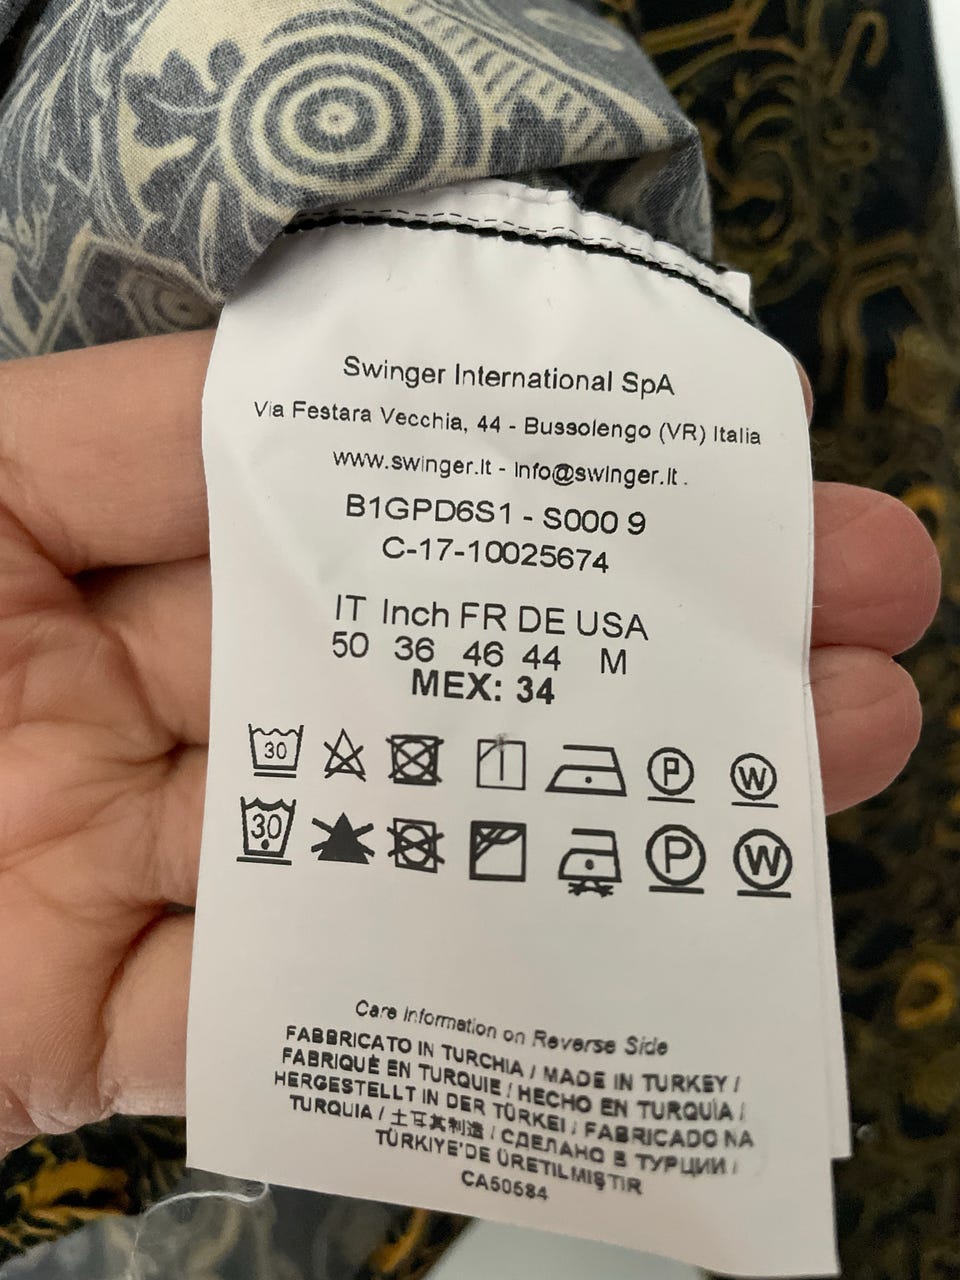 Swinger International SpA
Via Festara Vecchia, 44 - Bussolengo (VR) Italia
www.swinger.it - info@swinger.it .
B1GPD6S1 - S000 9
C-17-10025674
IT Inch FR DE USA
50 36 46 44 M
MEX: 34
30 P W
30 P W
Care Information on Reverse Side
FABBRICATO IN TURCHIA / MADE IN TURKEY /
FABRIQUÉ EN TURQUIE / HECHO EN TURQUÍA /
HERGESTELLT IN DER TÜRKEI / FABRICADO NA
TURQUIA / 土耳其制造 / СДЕЛАНО В ТУРЦИИ /
TÜRKIYE'DE ÜRETILMIŞTIR
CA50584